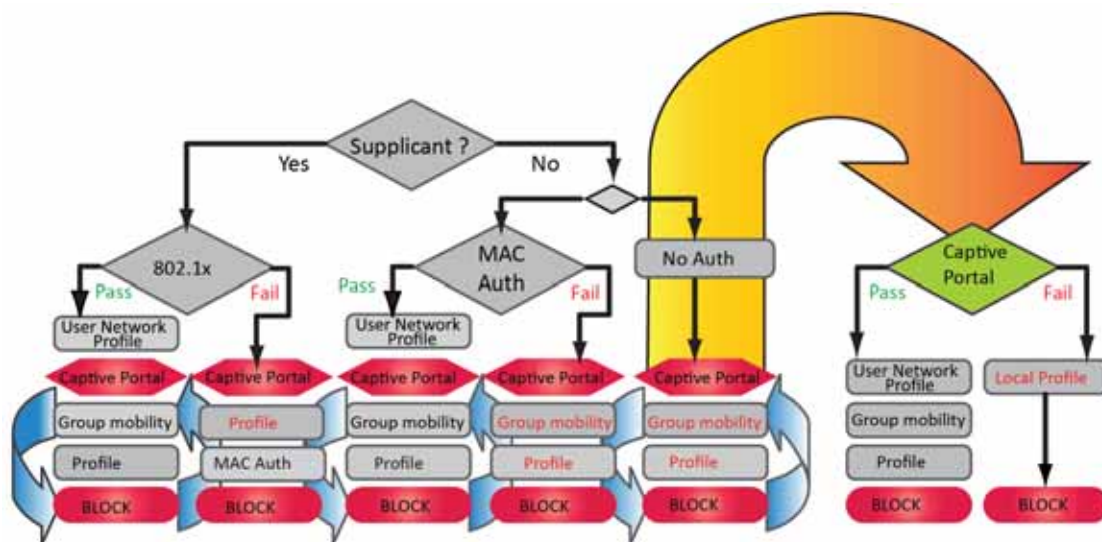 Supplicant ?
Yes
No
802.1x
MAC
Auth
No Auth
Captive
Portal
Pass
Fail
Pass
Fail
Pass
Fail
User Network
Profile
User Network
Profile
Captive Portal
Captive Portal
Captive Portal
Captive Portal
Captive Portal
User Network
Profile
Local Profile
Group mobility
Profile
Group mobility
Group mobility
Group mobility
Group mobility
Profile
MAC Auth
Profile
Profile
Profile
Profile
BLOCK
BLOCK
BLOCK
BLOCK
BLOCK
BLOCK
BLOCK